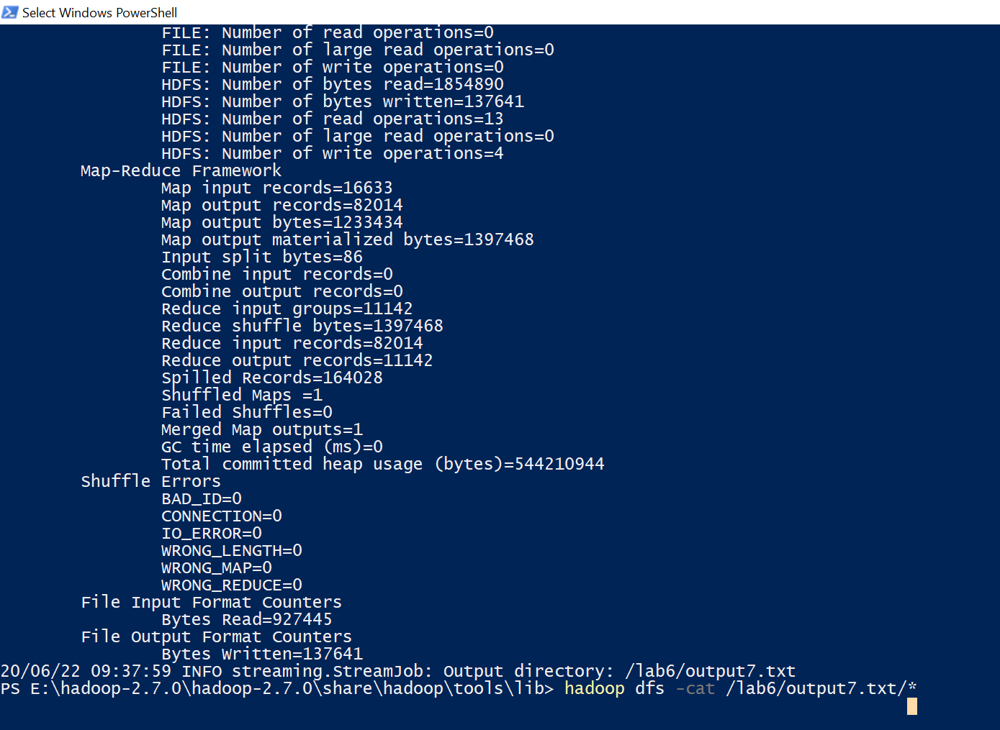 Select Windows PowerShell
FILE: Number of read operations=0
FILE: Number of large read operations=0
FILE: Number of write operations=0
HDFS: Number of bytes read=1854890
HDFS: Number of bytes written=137641
HDFS: Number of read operations=13
HDFS: Number of large read operations=0
HDFS: Number of write operations=4
Map-Reduce Framework
Map input records=16633
Map output records=82014
Map output bytes=1233434
Map output materialized bytes=1397468
Input split bytes=86
Combine input records=0
Combine output records=0
Reduce input groups=11142
Reduce shuffle bytes=1397468
Reduce input records=82014
Reduce output records=11142
Spilled Records=164028
Shuffled Maps =1
Failed Shuffles=0
Merged Map outputs=1
GC time elapsed (ms)=0
Total committed heap usage (bytes)=544210944
Shuffle Errors
BAD_ID=0
CONNECTION=0
IO_ERROR=0
WRONG_LENGTH=0
WRONG_MAP=0
WRONG_REDUCE=0
File Input Format Counters
Bytes Read=927445
File Output Format Counters
Bytes Written=137641
20/06/22 09:37:59 INFO streaming.StreamJob: Output directory: /lab6/output7.txt
PS E:\hadoop-2.7.0\hadoop-2.7.0\share\hadoop\tools\lib> hadoop dfs -cat /lab6/output7.txt/*